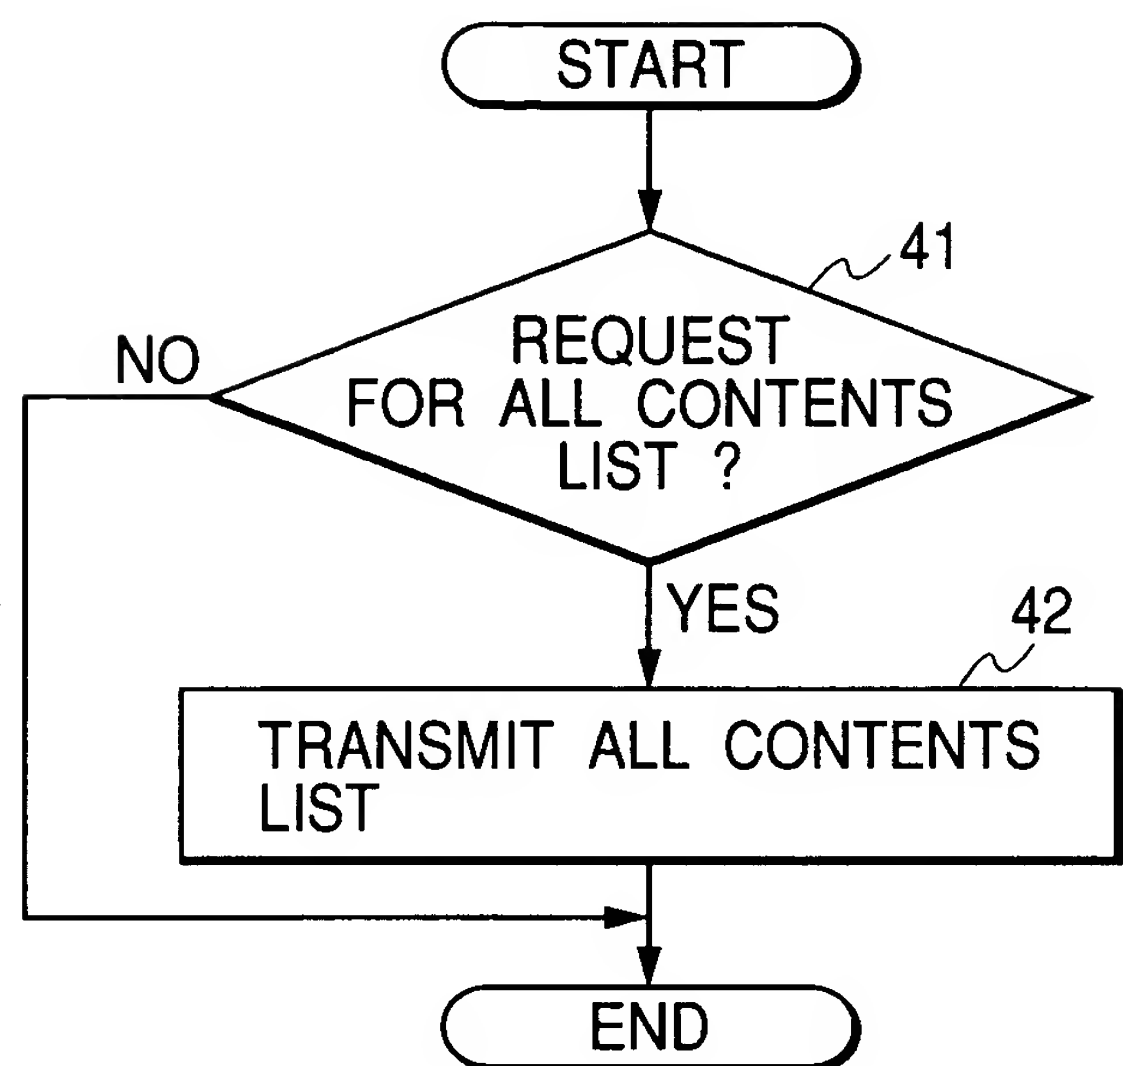 START
41
REQUEST
FOR ALL CONTENTS
LIST ?
NO
YES
42
TRANSMIT ALL CONTENTS
LIST
END